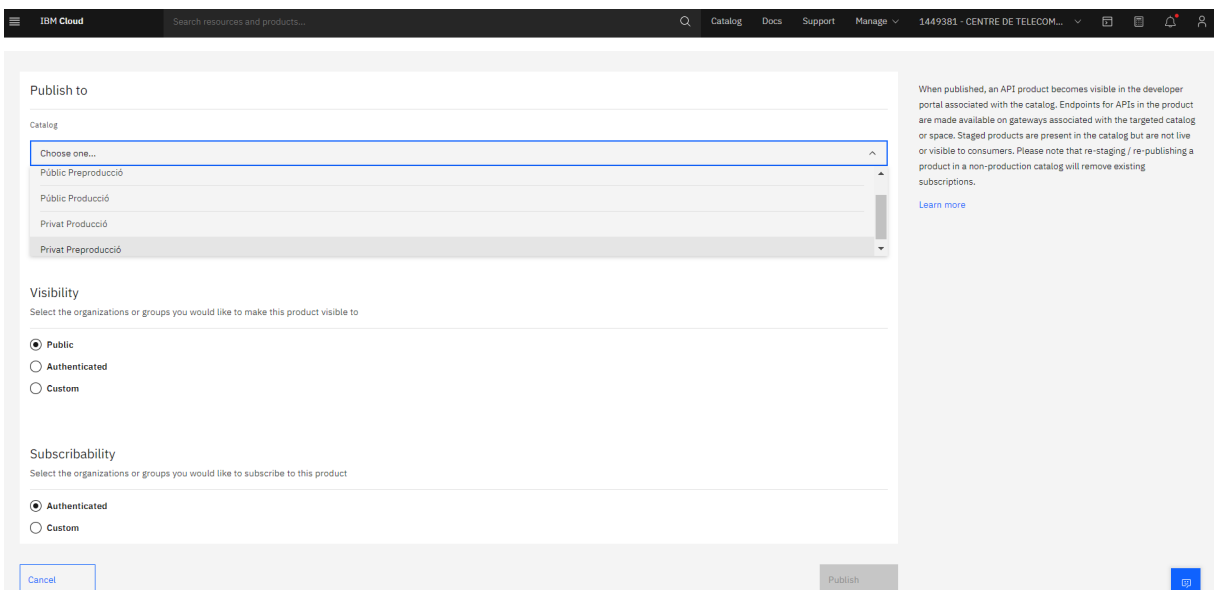 IBM Cloud
Search resources and products...
Catalog
Docs
Support
Manage
1449381 - CENTRE DE TELECOM...
Publish to
Catalog
Choose one...
Públic Preproducció
Públic Producció
Privat Producció
Privat Preproducció
Visibility
Select the organizations or groups you would like to make this product visible to
Public
Authenticated
Custom
Subscribability
Select the organizations or groups you would like to subscribe to this product
Authenticated
Custom
Cancel
Publish
When published, an API product becomes visible in the developer
portal associated with the catalog. Endpoints for APIs in the product
are made available on gateways associated with the targeted catalog
or space. Staged products are present in the catalog but are not live
or visible to consumers. Please note that re-staging / re-publishing a
product in a non-production catalog will remove existing
subscriptions.
Learn more